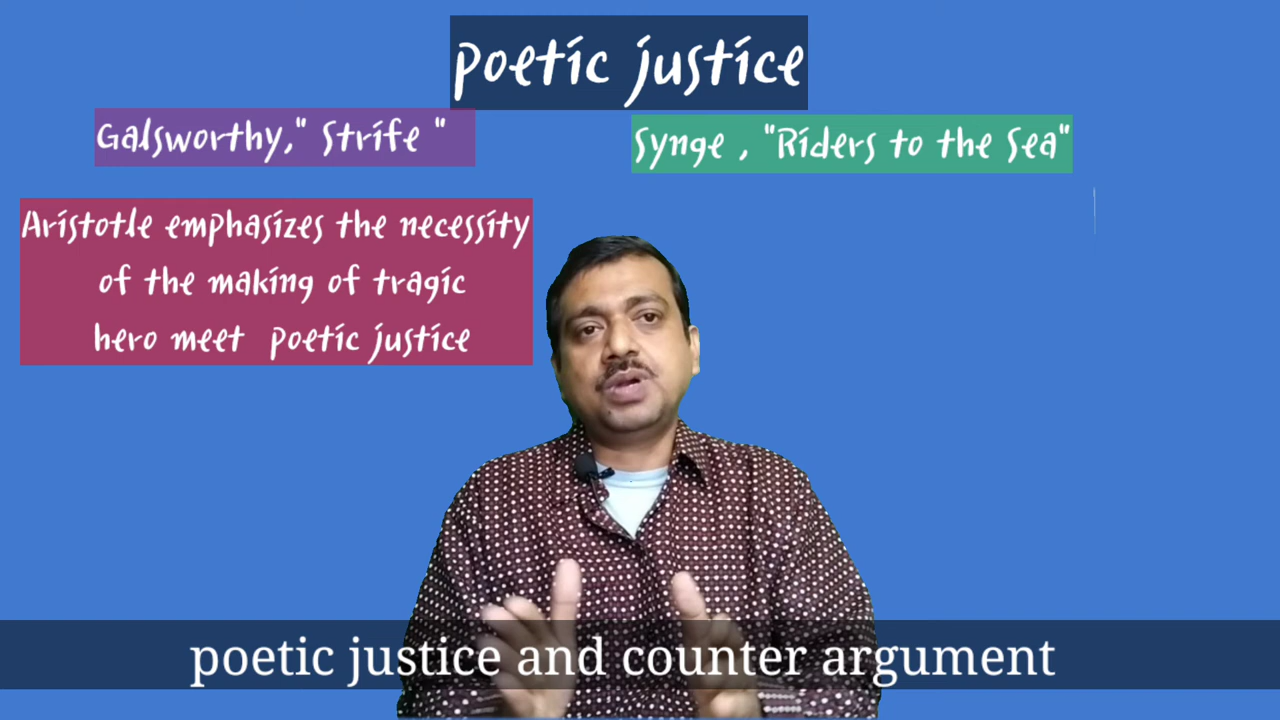 poetic justice
Galsworthy," Strife "
Synge , "Riders to the Sea"
Aristotle emphasizes the necessity
of the making of tragic
hero meet poetic justice
poetic justice and counter argument